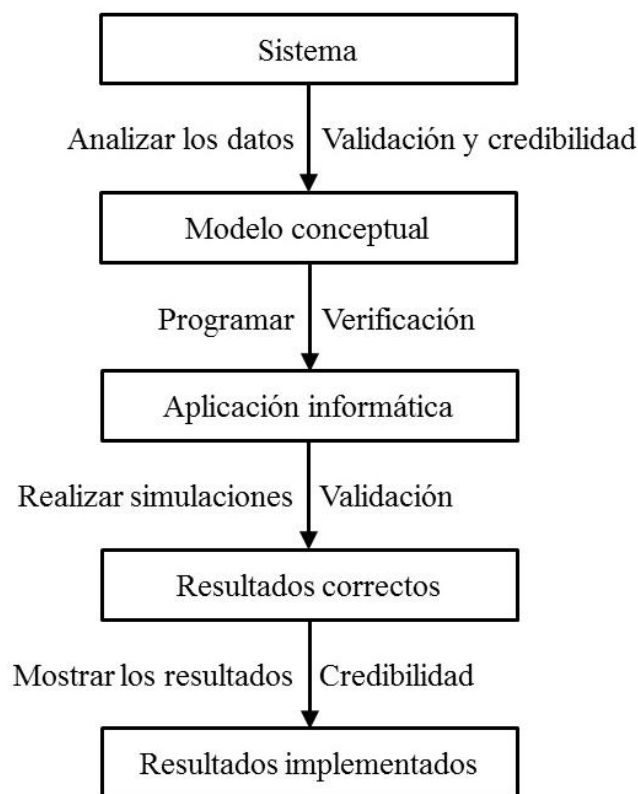 Sistema
Analizar los datos Validación y credibilidad
Modelo conceptual
Programar Verificación
Aplicación informática
Realizar simulaciones Validación
Resultados correctos
Mostrar los resultados Credibilidad
Resultados implementados